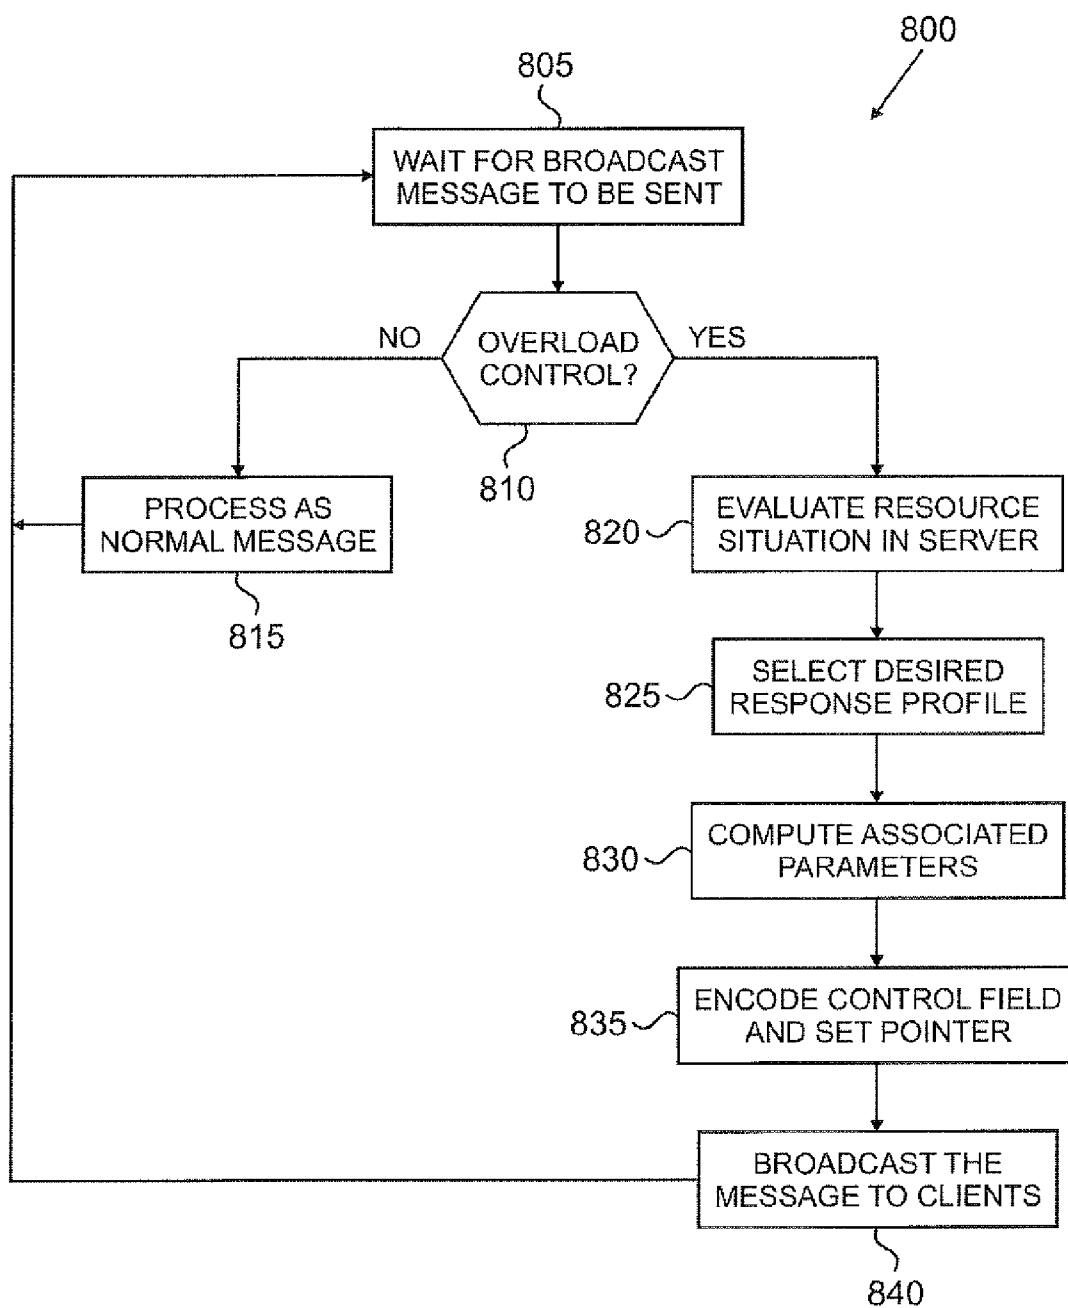 800
805
WAIT FOR BROADCAST
MESSAGE TO BE SENT
NO
OVERLOAD
CONTROL?
YES
810
PROCESS AS
NORMAL MESSAGE
815
820
EVALUATE RESOURCE
SITUATION IN SERVER
825
SELECT DESIRED
RESPONSE PROFILE
830
COMPUTE ASSOCIATED
PARAMETERS
835
ENCODE CONTROL FIELD
AND SET POINTER
BROADCAST THE
MESSAGE TO CLIENTS
840